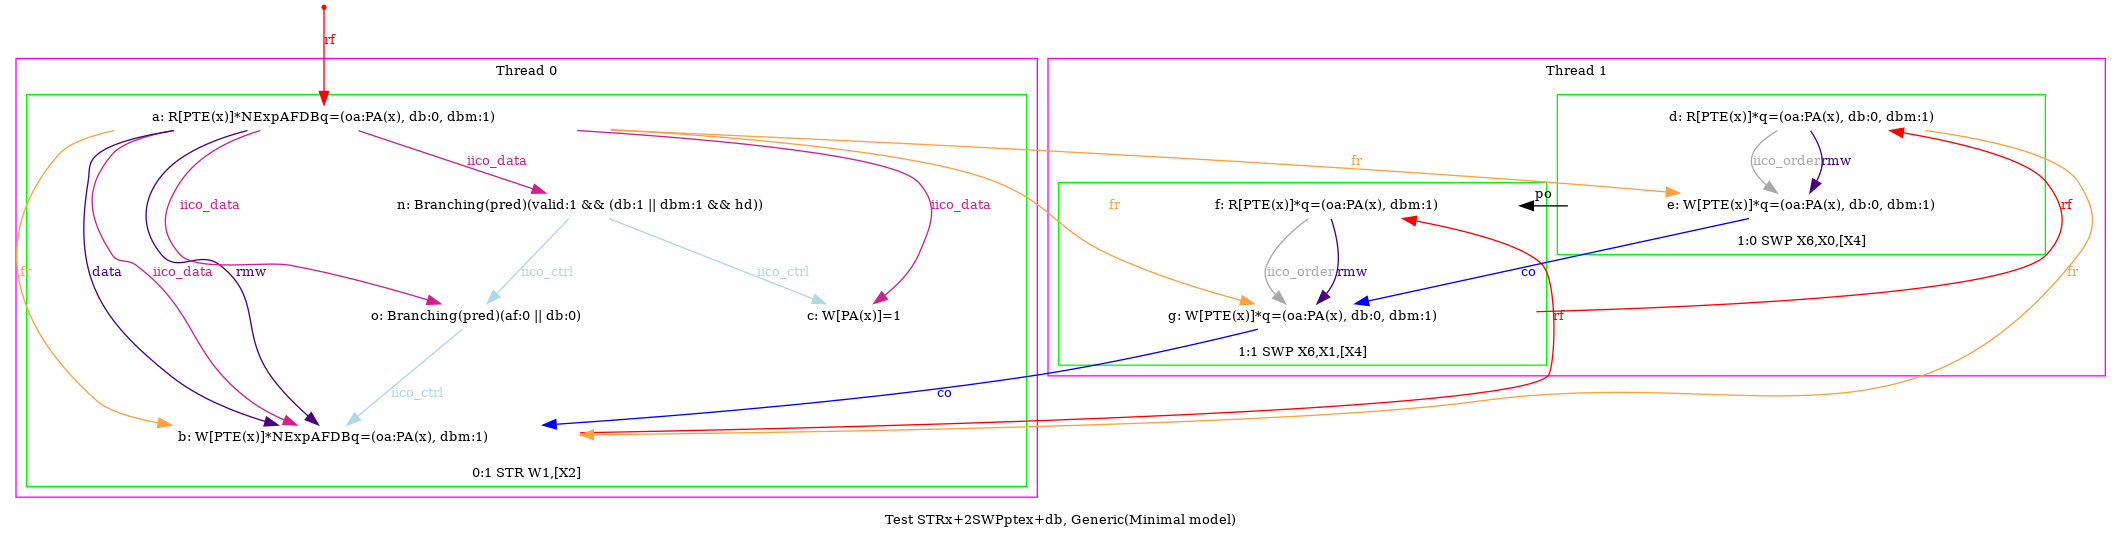 rf
Thread 0
Thread 1
a: R[PTE(x)]*NExpAFDBq=(oa:PA(x), db:0, dbm:1)
d: R[PTE(x)]*q=(oa:PA(x), db:0, dbm:1)
iico_data
fr
iico_order
rmw
po
iico_data
n: Branching(pred)(valid:1 && (db:1 || dbm:1 && hd))
iico_data
fr
f: R[PTE(x)]*q=(oa:PA(x), dbm:1)
e: W[PTE(x)]*q=(oa:PA(x), db:0, dbm:1)
rf
1:0 SWP X6,X0,[X4]
fr
data
iico_data
rmw
iico_ctrl
iico_ctrl
iico_order
rmw
co
fr
o: Branching(pred)(af:0 || db:0)
c: W[PA(x)]=1
g: W[PTE(x)]*q=(oa:PA(x), db:0, dbm:1)
rf
1:1 SWP X6,X1,[X4]
iico_ctrl
co
b: W[PTE(x)]*NExpAFDBq=(oa:PA(x), dbm:1)
0:1 STR W1,[X2]
Test STRx+2SWPptex+db, Generic(Minimal model)